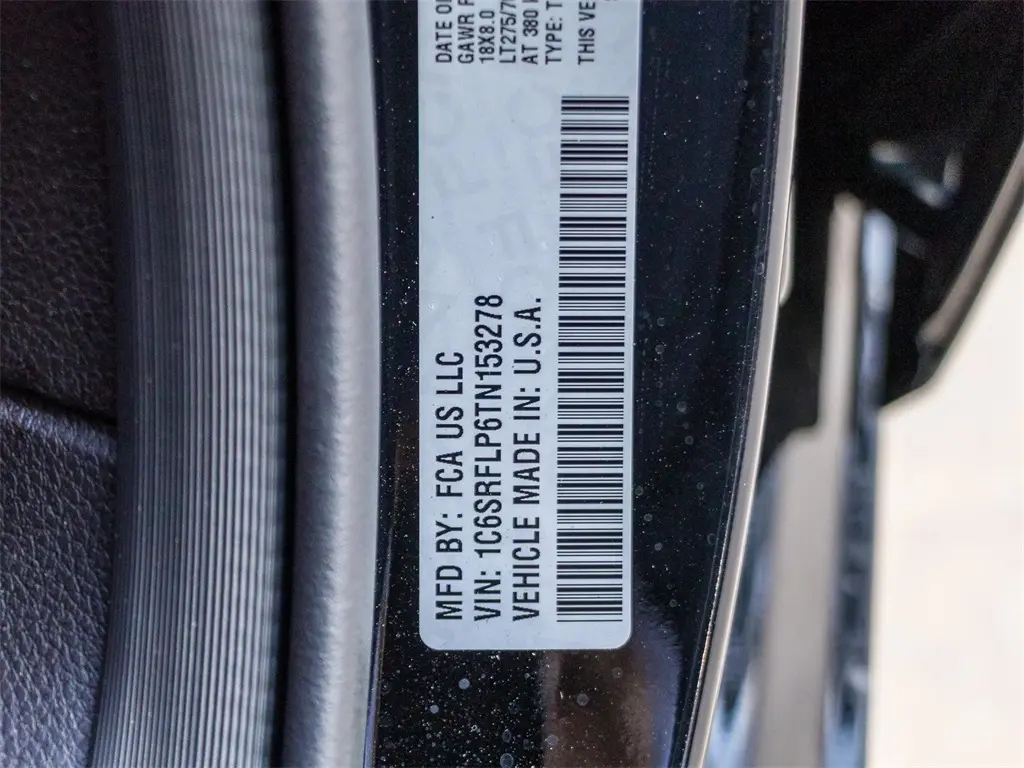 MFD BY: FCA US LLC
VIN: 1C6SRFLP6TN153278
VEHICLE MADE IN: U.S.A.
DATE O
GAWR
18X8.0
LT275/7
AT 380
TYPE: T
THIS VE